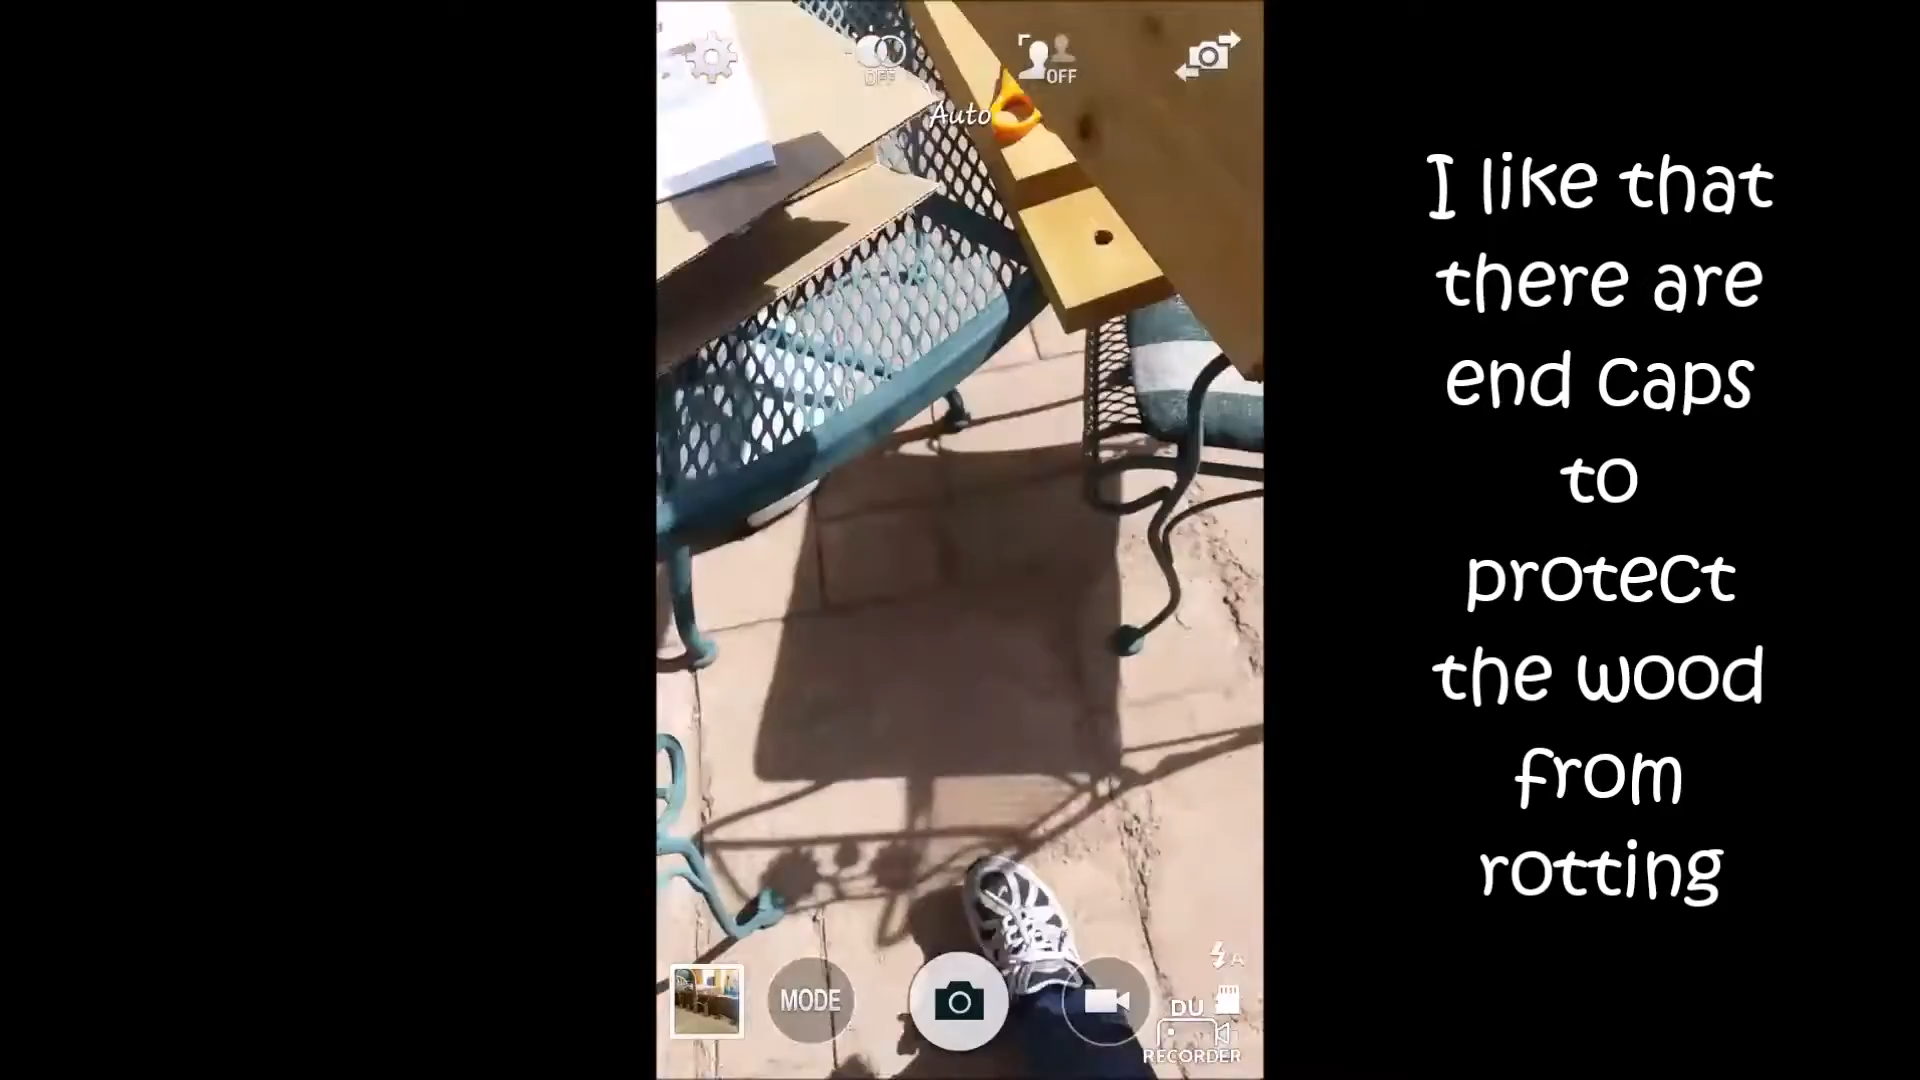 OFF
OFF
Auto
I like that
there are
end caps
to
protect
the wood
from
rotting
A
MODE
DU
RECORDER